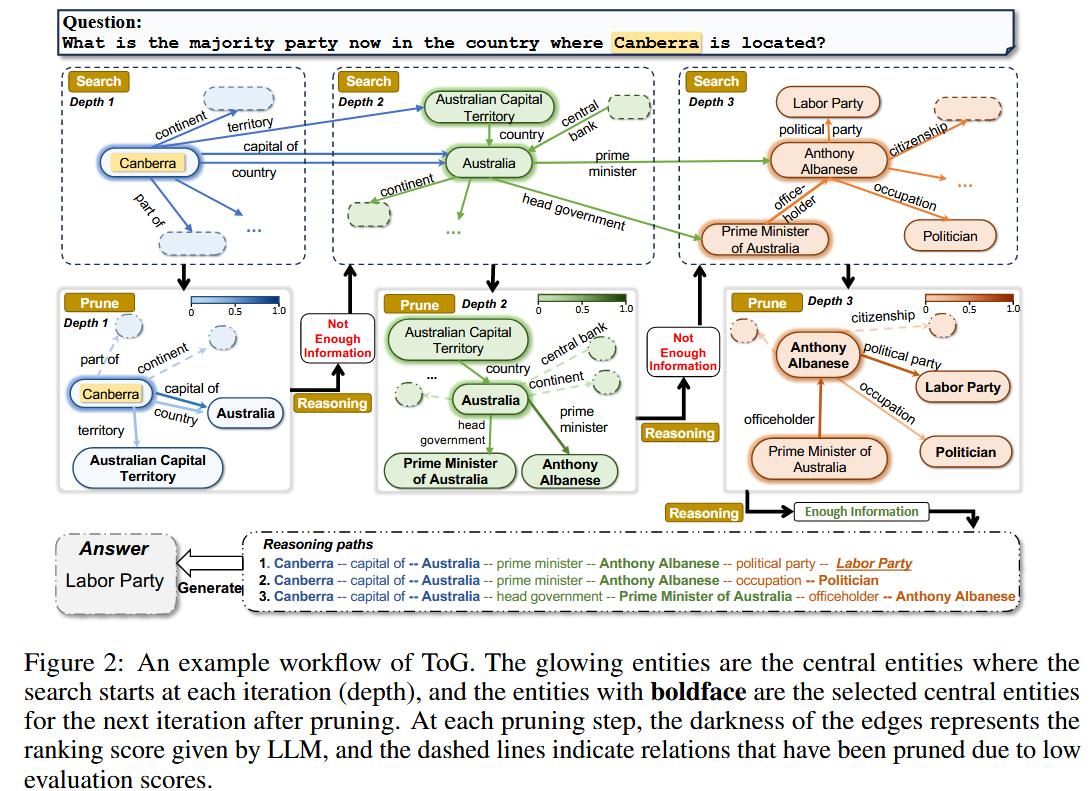 Question:
What is the majority party now in the country where Canberra is located?
Search
Depth 1
continent
territory
capital of
country
Canberra
part of
...
Search
Depth 2
Australian Capital
Territory
country
central
bank
Australia
continent
...
head government
prime
minister
Search
Depth 3
Labor Party
political party
citizenship
Anthony
Albanese
...
office-
holder
occupation
Prime Minister
of Australia
Politician
Prune
Depth 1
0 0.5 1.0
part of
continent
Canberra
capital of
country
Australia
territory
Australian Capital
Territory
Not
Enough
Information
Reasoning
Prune
Depth 2
0 0.5 1.0
Australian Capital
Territory
country
central bank
...
continent
Australia
head
government
prime
minister
Prime Minister
of Australia
Anthony
Albanese
Not
Enough
Information
Reasoning
Prune
Depth 3
0 0.5 1.0
citizenship
Anthony
Albanese
political party
Labor Party
occupation
officeholder
Prime Minister of
Australia
Politician
Reasoning
Enough Information
Answer
Labor Party
Generate
Reasoning paths
1. Canberra -- capital of -- Australia -- prime minister -- Anthony Albanese -- political party -- Labor Party
2. Canberra -- capital of -- Australia -- prime minister -- Anthony Albanese -- occupation -- Politician
3. Canberra -- capital of -- Australia -- head government -- Prime Minister of Australia -- officeholder -- Anthony Albanese
Figure 2: An example workflow of ToG. The glowing entities are the central entities where the
search starts at each iteration (depth), and the entities with boldface are the selected central entities
for the next iteration after pruning. At each pruning step, the darkness of the edges represents the
ranking score given by LLM, and the dashed lines indicate relations that have been pruned due to low
evaluation scores.